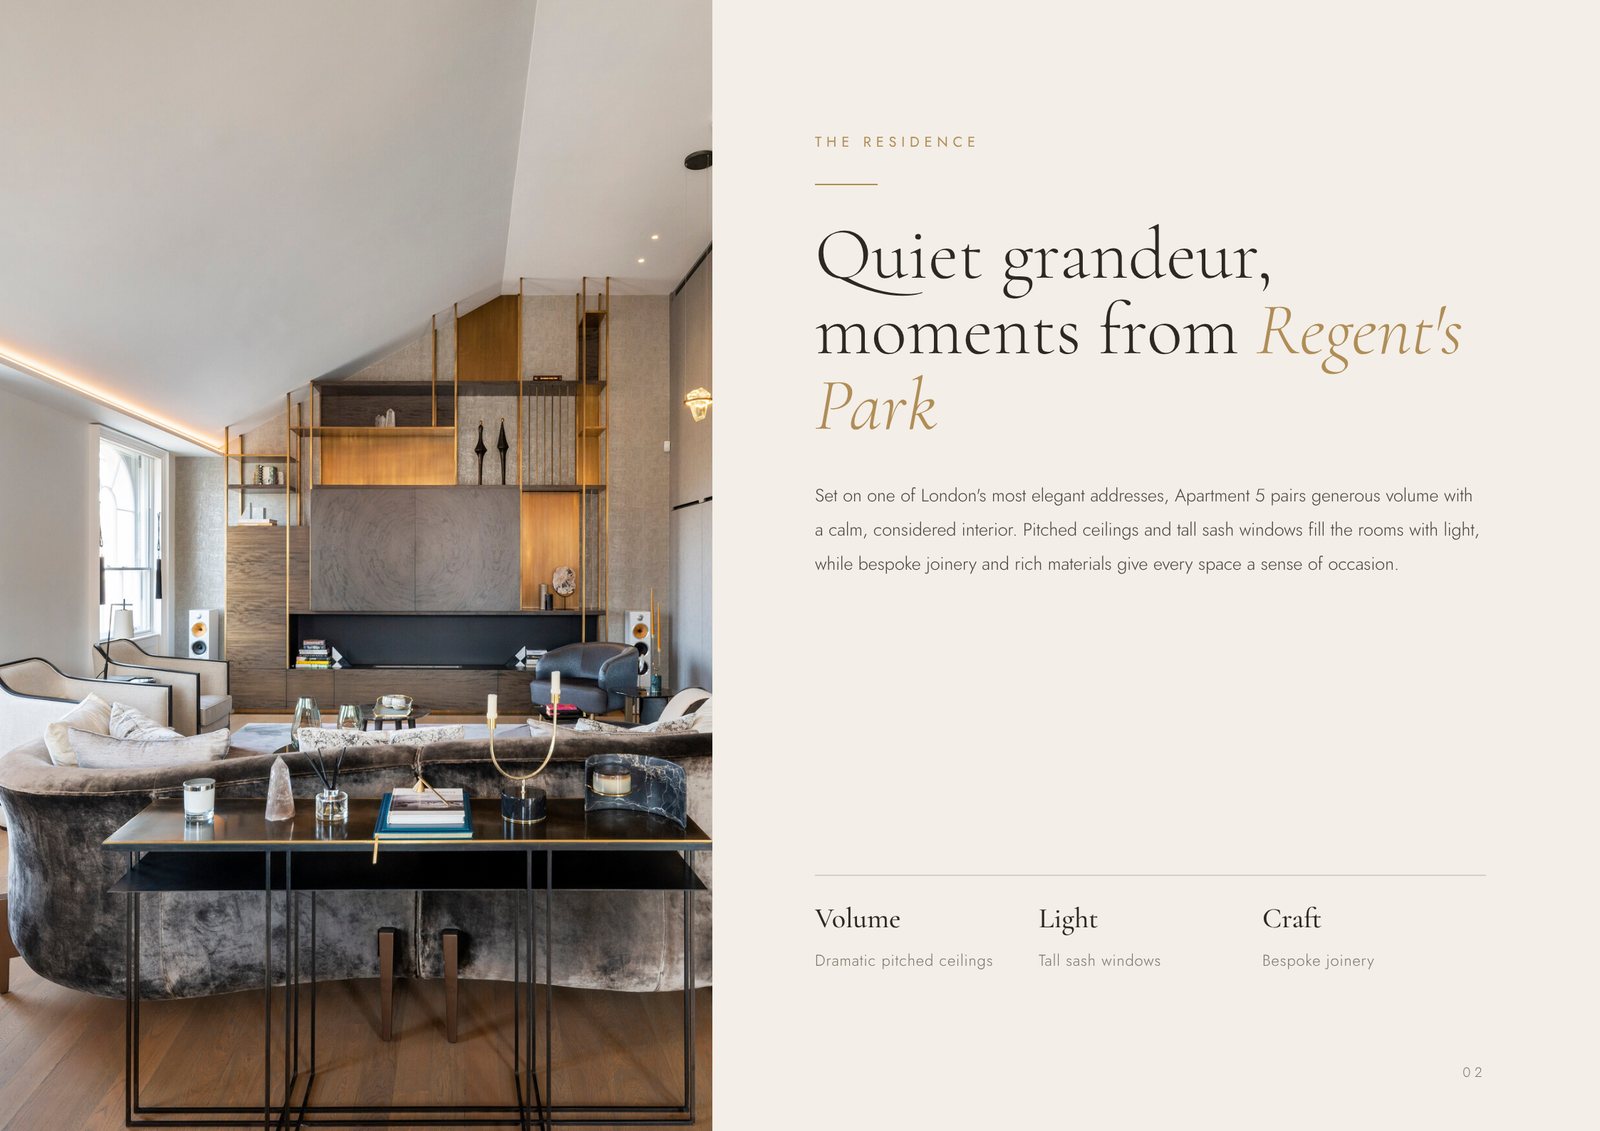 THE RESIDENCE
Quiet grandeur,
moments from Regent's
Park
Set on one of London's most elegant addresses, Apartment 5 pairs generous volume with
a calm, considered interior. Pitched ceilings and tall sash windows fill the rooms with light,
while bespoke joinery and rich materials give every space a sense of occasion.
Volume
Dramatic pitched ceilings
Light
Tall sash windows
Craft
Bespoke joinery
02